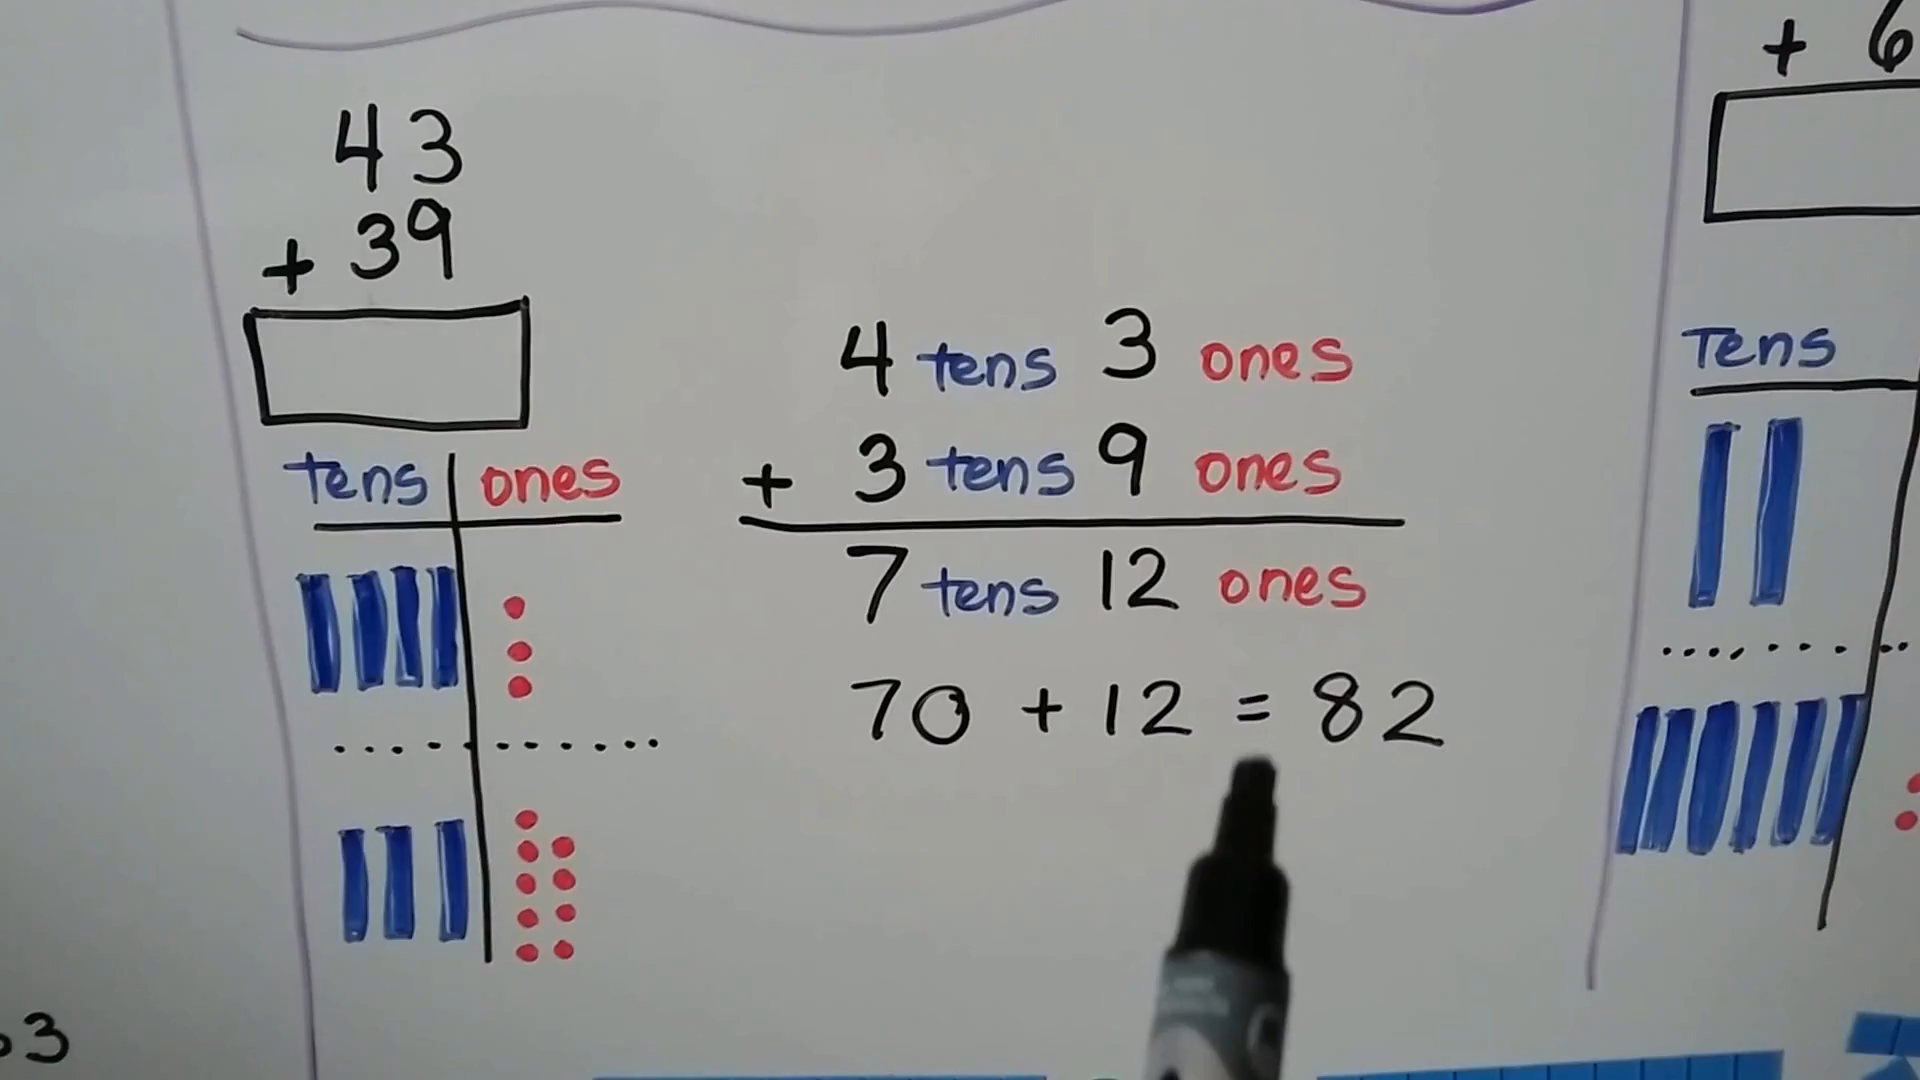 43
+ 39
tens ones
4 tens 3 ones
+ 3 tens 9 ones
7 tens 12 ones
70 + 12 = 82
+ 6
Tens
3